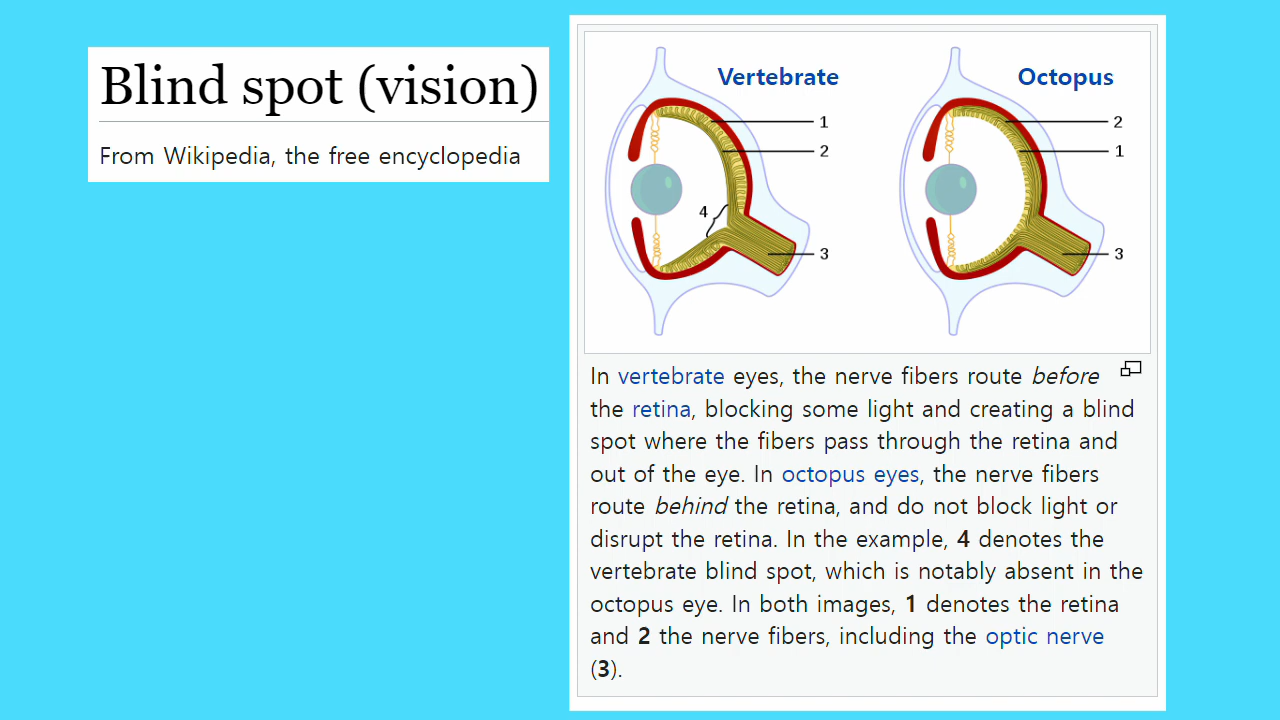 Blind spot (vision)
From Wikipedia, the free encyclopedia
Vertebrate
1
2
4
3
Octopus
2
1
3
In vertebrate eyes, the nerve fibers route before
the retina, blocking some light and creating a blind
spot where the fibers pass through the retina and
out of the eye. In octopus eyes, the nerve fibers
route behind the retina, and do not block light or
disrupt the retina. In the example, 4 denotes the
vertebrate blind spot, which is notably absent in the
octopus eye. In both images, 1 denotes the retina
and 2 the nerve fibers, including the optic nerve
(3).